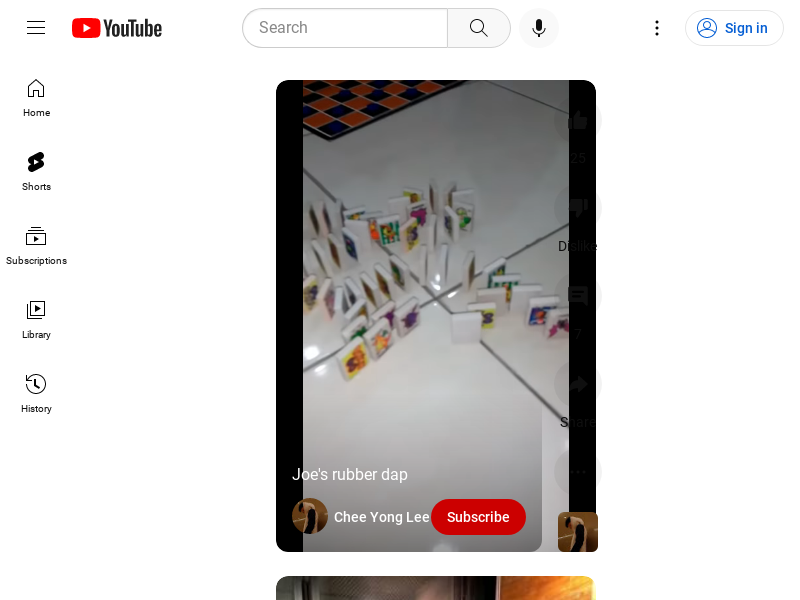 YouTube
Search
Sign in
Home
Shorts
Subscriptions
Library
History
25
Dislike
7
Share
Joe's rubber dap
Chee Yong Lee
Subscribe